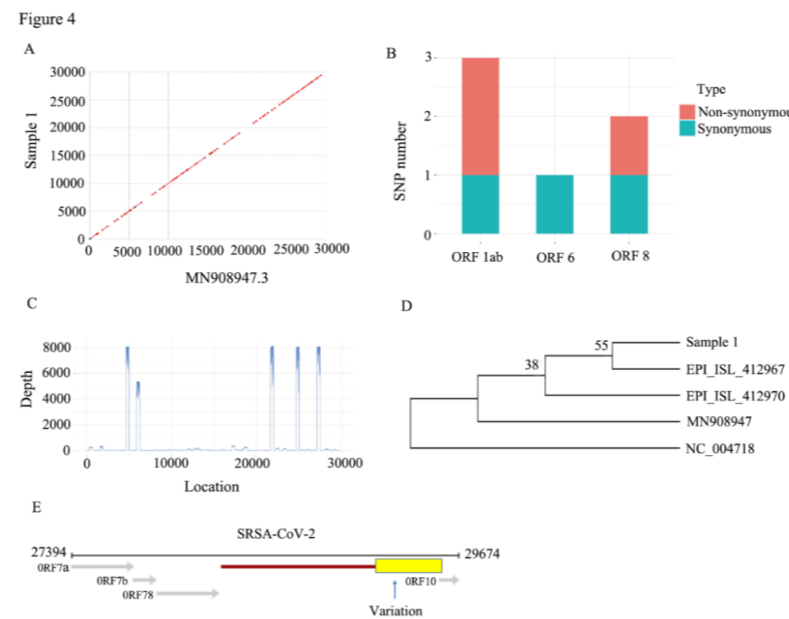 Figure 4
A
30000
25000
20000
15000
10000
5000
0
Sample 1
0 5000 10000 15000 20000 25000 30000
MN908947.3
B
3
2
1
0
SNP number
ORF 1ab ORF 6 ORF 8
Type
Non-synonymou
Synonymous
C
8000
6000
4000
2000
0
Depth
0 10000 20000 30000
Location
D
55
38
Sample 1
EPI_ISL_412967
EPI_ISL_412970
MN908947
NC_004718
E
SRSA-CoV-2
27394 29674
0RF7a
0RF7b
0RF78
0RF10
Variation